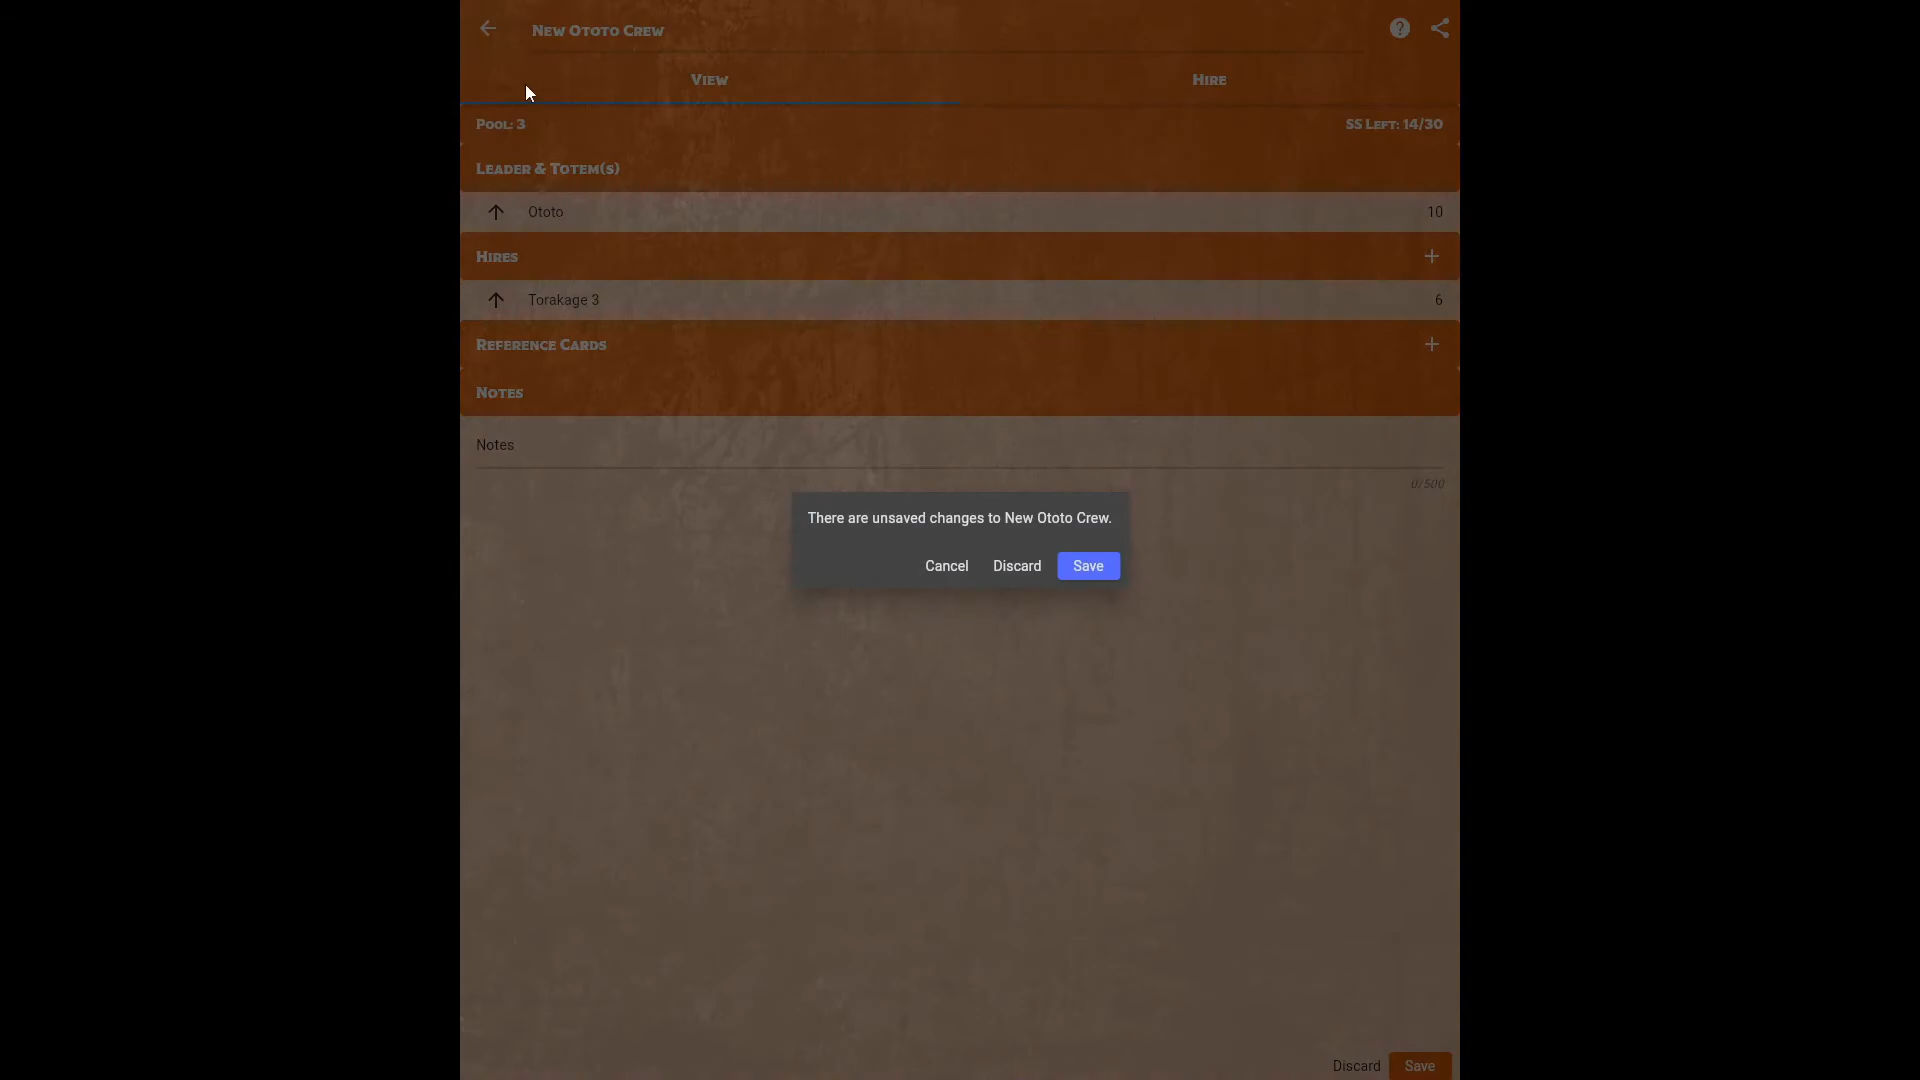 New Ototo Crew
View Hire
Pool: 3 SS Left: 14/30
Leader & Totem(s)
Ototo 10
Hires
Torakage 3 6
Reference Cards
Notes
Notes
0/500
There are unsaved changes to New Ototo Crew.
Cancel Discard Save
Discard Save